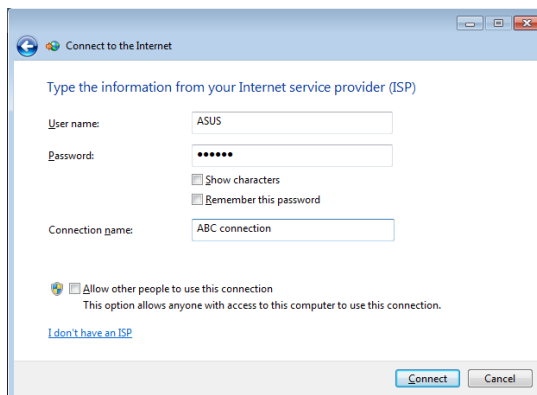 Connect to the Internet
Type the information from your Internet service provider (ISP)
User name: ASUS
Password: ••••••
Show characters
Remember this password
Connection name: ABC connection
Allow other people to use this connection
This option allows anyone with access to this computer to use this connection.
I don't have an ISP
Connect Cancel